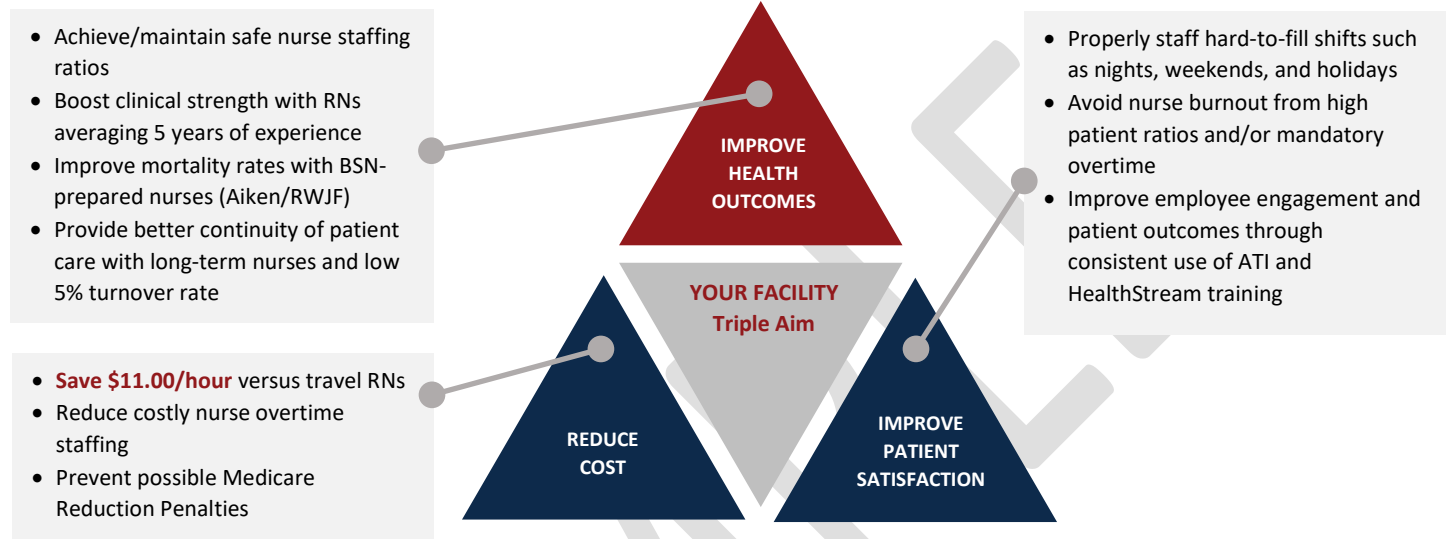 • Achieve/maintain safe nurse staffing
ratios
• Boost clinical strength with RNs
averaging 5 years of experience
• Improve mortality rates with BSN-
prepared nurses (Aiken/RWJF)
• Provide better continuity of patient
care with long-term nurses and low
5% turnover rate
IMPROVE
HEALTH
OUTCOMES
• Properly staff hard-to-fill shifts such
as nights, weekends, and holidays
• Avoid nurse burnout from high
patient ratios and/or mandatory
overtime
• Improve employee engagement and
patient outcomes through
consistent use of ATI and
HealthStream training
YOUR FACILITY
Triple Aim
• Save $11.00/hour versus travel RNs
• Reduce costly nurse overtime
staffing
• Prevent possible Medicare
Reduction Penalties
REDUCE
COST
IMPROVE
PATIENT
SATISFACTION